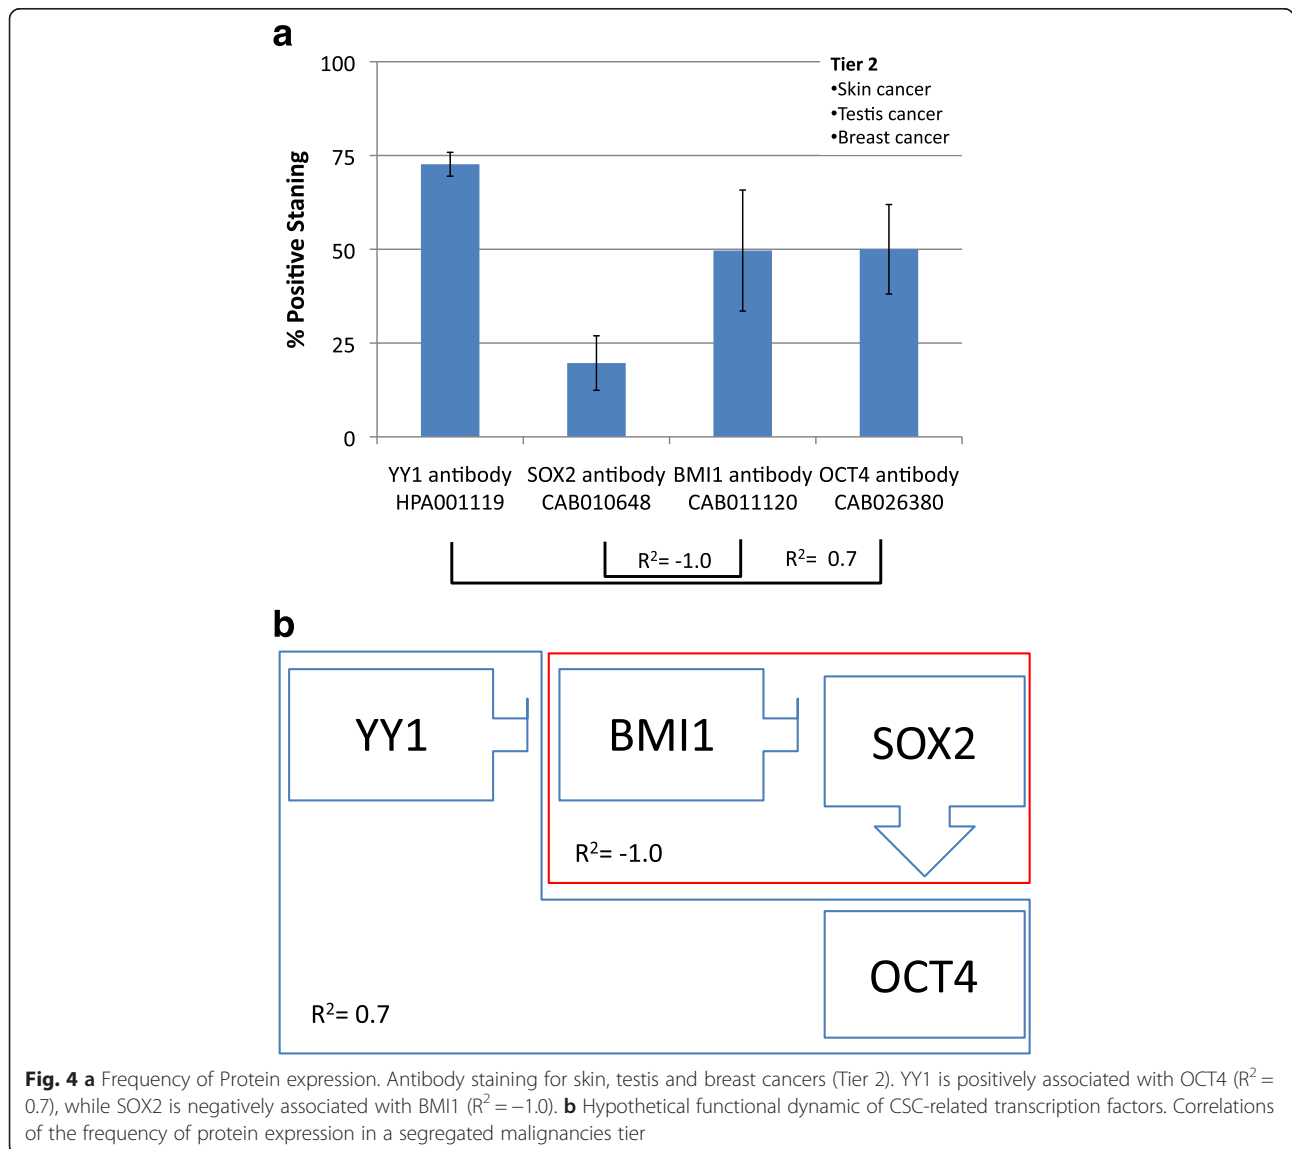 a
100
75
50
25
0
% Positive Staning
Tier 2
•Skin cancer
•Testis cancer
•Breast cancer
YY1 antibody
HPA001119
SOX2 antibody
CAB010648
BMI1 antibody
CAB011120
OCT4 antibody
CAB026380
R²= -1.0
R²= 0.7
b
YY1
BMI1
SOX2
R²= -1.0
OCT4
R²= 0.7
Fig. 4 a Frequency of Protein expression. Antibody staining for skin, testis and breast cancers (Tier 2). YY1 is positively associated with OCT4 (R² =
0.7), while SOX2 is negatively associated with BMI1 (R² = −1.0). b Hypothetical functional dynamic of CSC-related transcription factors. Correlations
of the frequency of protein expression in a segregated malignancies tier